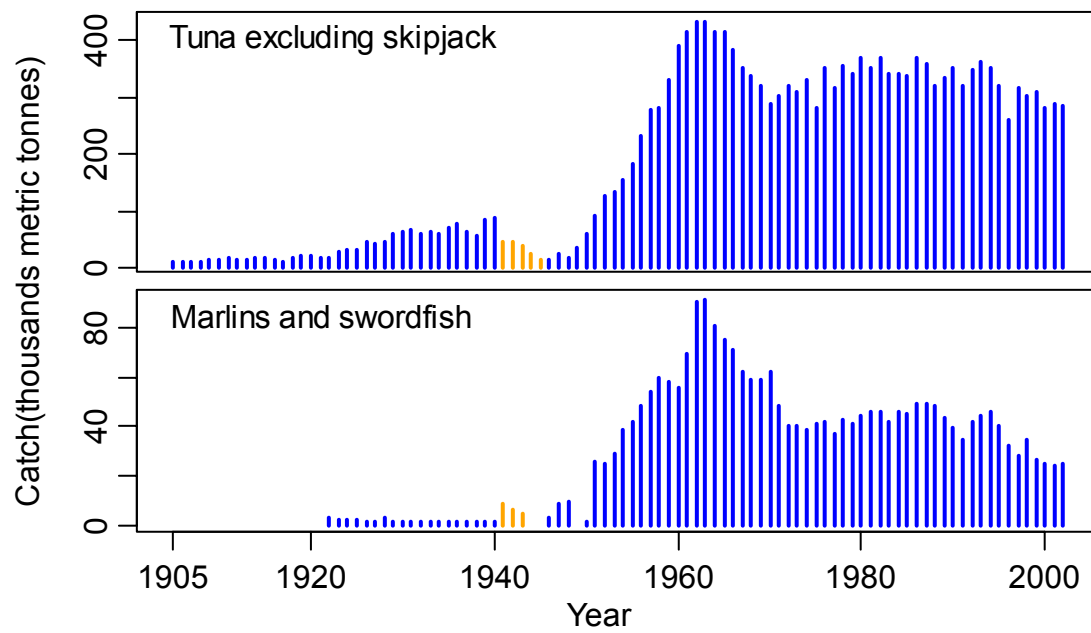 Catch(thousands metric tonnes)
Tuna excluding skipjack
400
200
0
Marlins and swordfish
80
40
0
1905 1920 1940 1960 1980 2000
Year